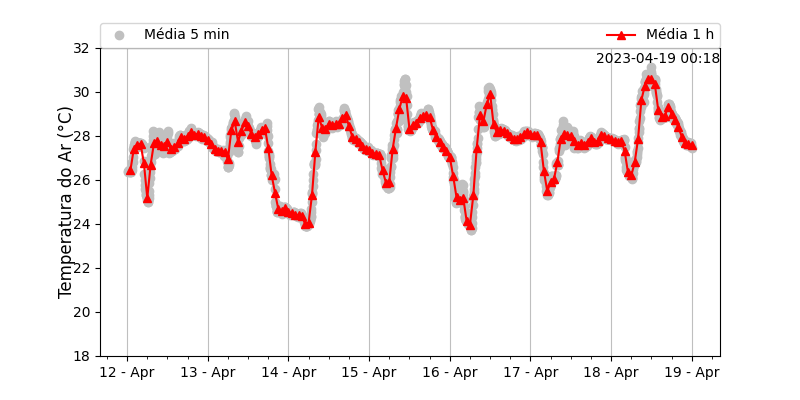 Média 5 min
Média 1 h
2023-04-19 00:18
Temperatura do Ar (°C)
32
30
28
26
24
22
20
18
12 - Apr
13 - Apr
14 - Apr
15 - Apr
16 - Apr
17 - Apr
18 - Apr
19 - Apr